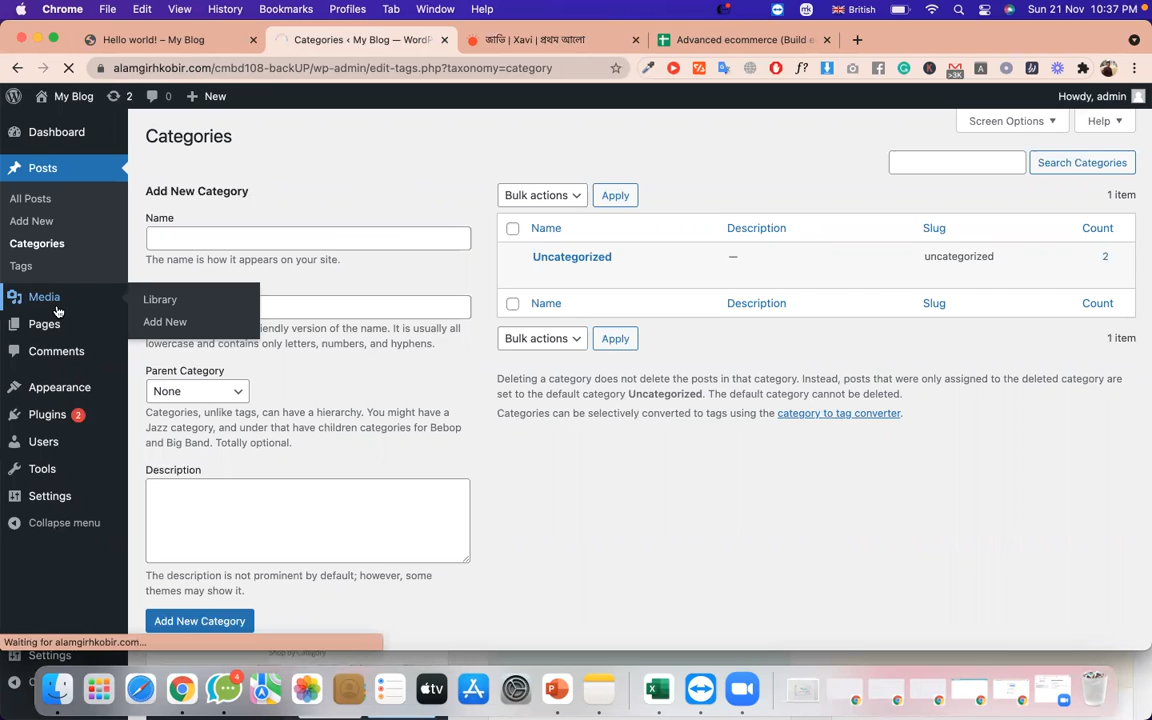 Chrome File Edit View History Bookmarks Profiles Tab Window Help British Sun 21 Nov 10:37 PM
Hello world! – My Blog
Categories ‹ My Blog — WordP
জাভি | Xavi | প্রথম আলো
Advanced ecommerce (Build e
alamgirhkobir.com/cmbd108-backUP/wp-admin/edit-tags.php?taxonomy=category
>3K
My Blog 2 0 New Howdy, admin
Dashboard
Posts
All Posts
Add New
Categories
Tags
Media
Library
Add New
Pages
Comments
Appearance
Plugins 2
Users
Tools
Settings
Collapse menu
Screen Options Help
Categories
Search Categories
Add New Category
Name
The name is how it appears on your site.
iendly version of the name. It is usually all
lowercase and contains only letters, numbers, and hyphens.
Parent Category
None
Categories, unlike tags, can have a hierarchy. You might have a
Jazz category, and under that have children categories for Bebop
and Big Band. Totally optional.
Description
The description is not prominent by default; however, some
themes may show it.
Add New Category
Bulk actions Apply 1 item
Name Description Slug Count
Uncategorized — uncategorized 2
Name Description Slug Count
Bulk actions Apply 1 item
Deleting a category does not delete the posts in that category. Instead, posts that were only assigned to the deleted category are
set to the default category Uncategorized. The default category cannot be deleted.
Categories can be selectively converted to tags using the category to tag converter.
Waiting for alamgirhkobir.com...
Settings
Shop by Category
4
tv